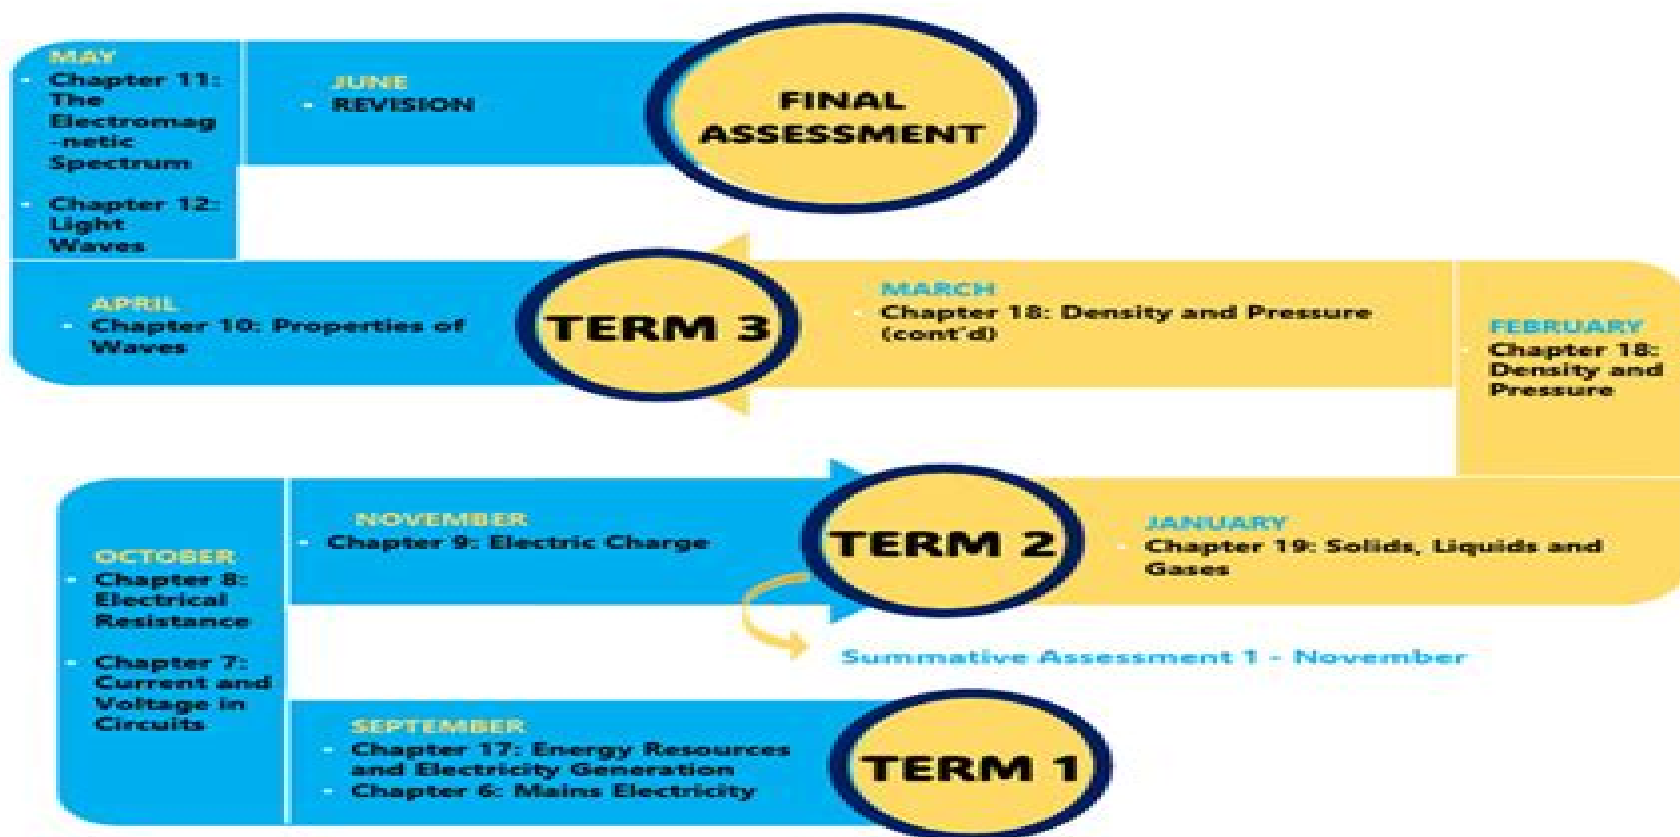 MAY
- Chapter 11:
The
Electromag
-netic
Spectrum
- Chapter 12:
Light
Waves
JUNE
- REVISION
FINAL
ASSESSMENT
APRIL
- Chapter 10: Properties of
Waves
TERM 3
MARCH
- Chapter 18: Density and Pressure
(cont'd)
FEBRUARY
- Chapter 18:
Density and
Pressure
OCTOBER
- Chapter 8:
Electrical
Resistance
- Chapter 7:
Current and
Voltage in
Circuits
NOVEMBER
- Chapter 9: Electric Charge
TERM 2
JANUARY
- Chapter 19: Solids, Liquids and
Gases
Summative Assessment 1 - November
SEPTEMBER
- Chapter 17: Energy Resources
and Electricity Generation
- Chapter 6: Mains Electricity
TERM 1